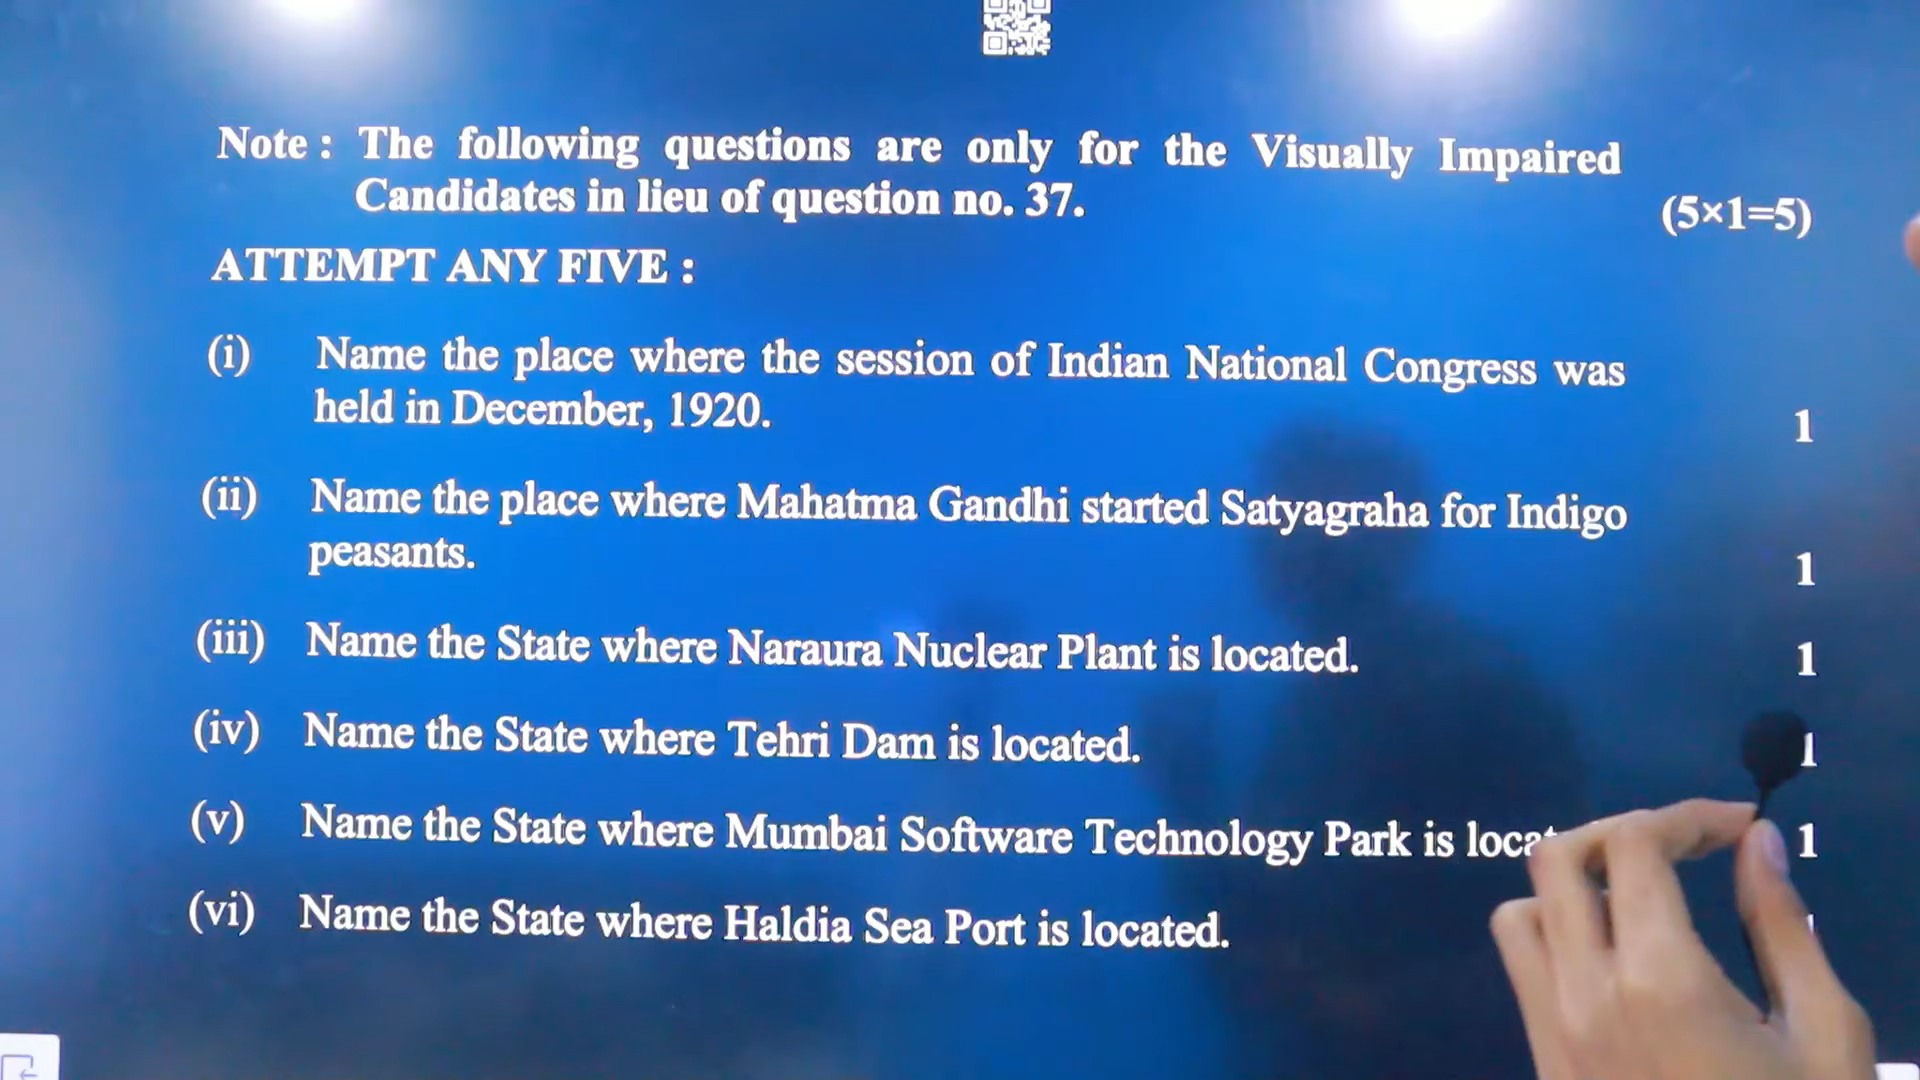 Note : The following questions are only for the Visually Impaired
Candidates in lieu of question no. 37.
(5×1=5)
ATTEMPT ANY FIVE :
(i) Name the place where the session of Indian National Congress was
held in December, 1920.
1
(ii) Name the place where Mahatma Gandhi started Satyagraha for Indigo
peasants.
1
(iii) Name the State where Naraura Nuclear Plant is located. 1
(iv) Name the State where Tehri Dam is located. 1
(v) Name the State where Mumbai Software Technology Park is 1
(vi) Name the State where Haldia Sea Port is located.